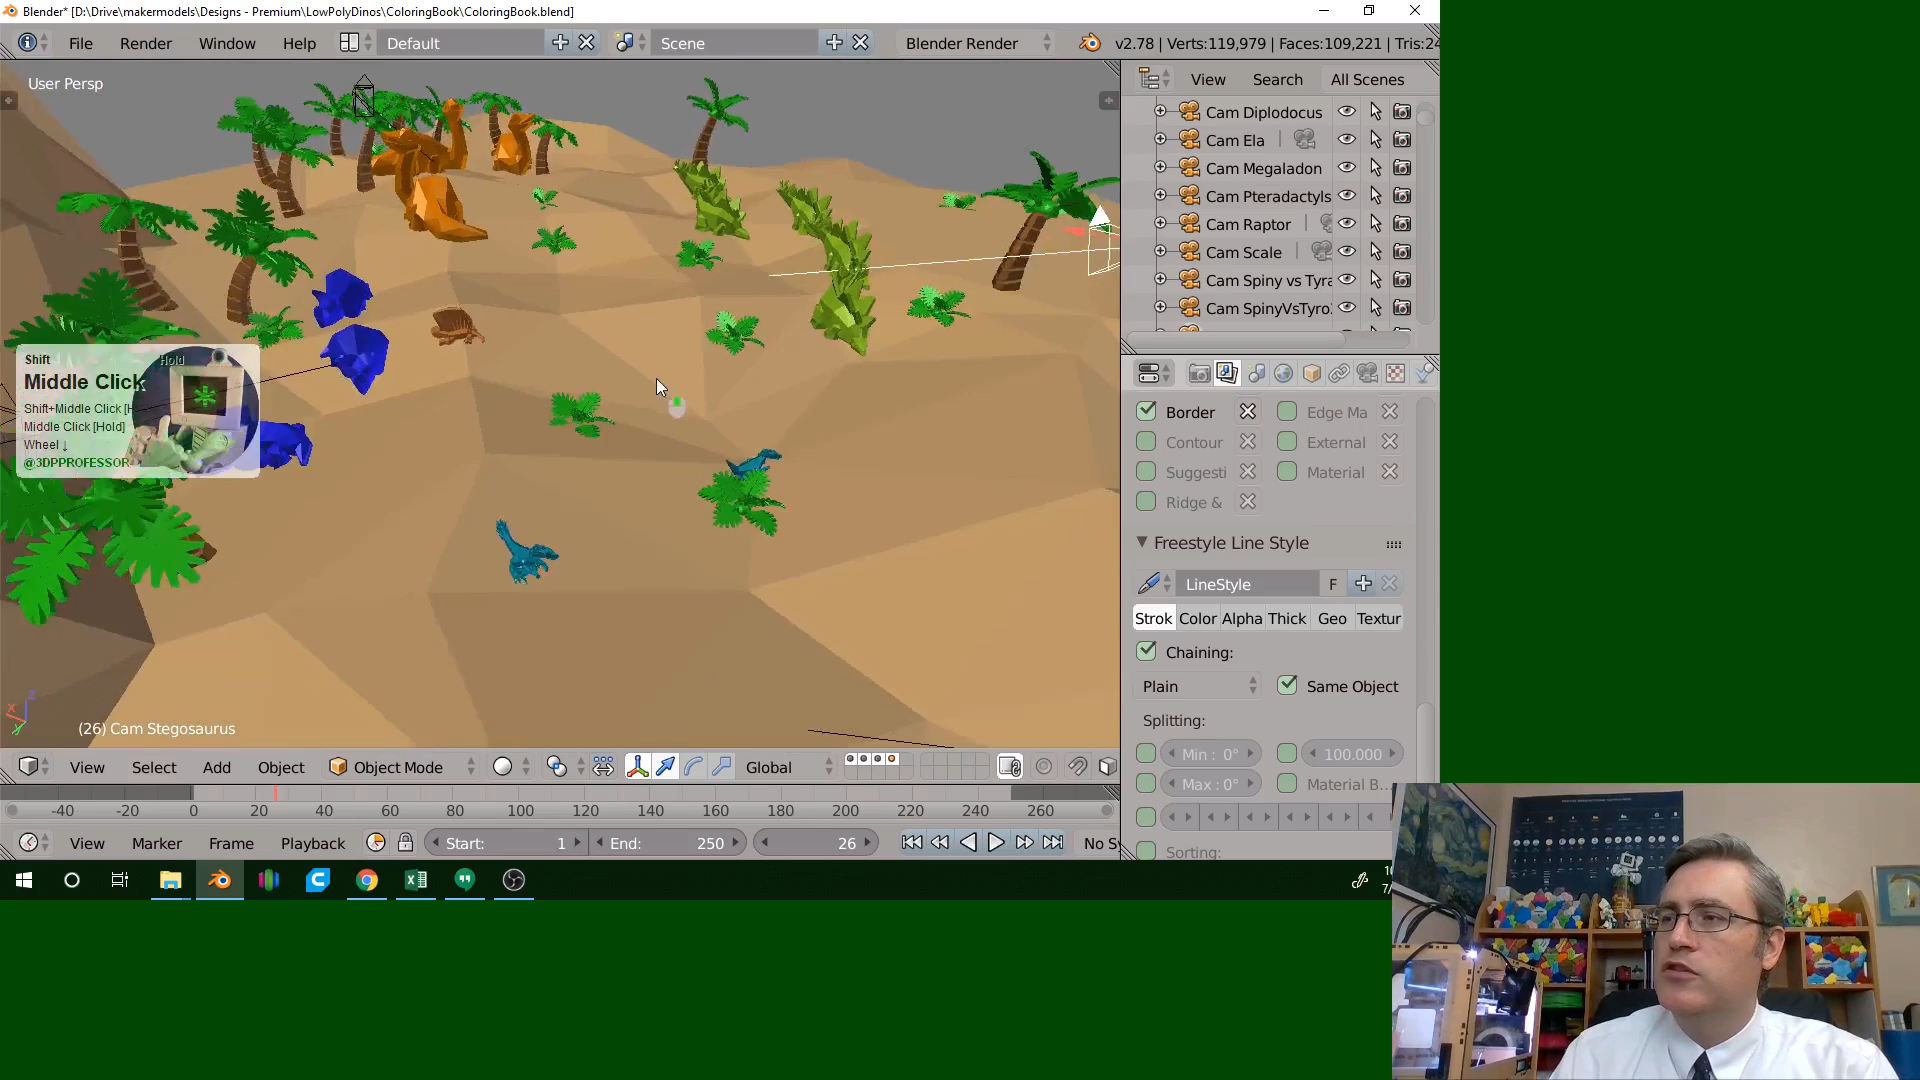 Blender* [D:\Drive\makermodels\Designs - Premium\LowPolyDinos\ColoringBook\ColoringBook.blend]
File Render Window Help Default Scene Blender Render v2.78 | Verts:119,979 | Faces:109,221 | Tris:24
User Persp
View Search All Scenes
Cam Diplodocus
Cam Ela
Cam Megaladon
Cam Pteradactyls
Cam Raptor
Cam Scale
Cam Spiny vs Tyra
Cam SpinyVsTyro
Shift Hold
Middle Click
Shift+Middle Click [H
Middle Click [Hold]
Wheel ↓
@3DPPROFESSOR
Border Edge Ma
Contour External
Suggesti Material
Ridge &
Freestyle Line Style
LineStyle F
Strok Color Alpha Thick Geo Textur
Chaining:
Plain Same Object
Splitting:
Min : 0° 100.000
Max : 0° Material B...
Sorting:
X Y Z
(26) Cam Stegosaurus
View Select Add Object Object Mode Global
-40 -20 0 20 40 60 80 100 120 140 160 180 200 220 240 260
View Marker Frame Playback Start: 1 End: 250 26 No Sy